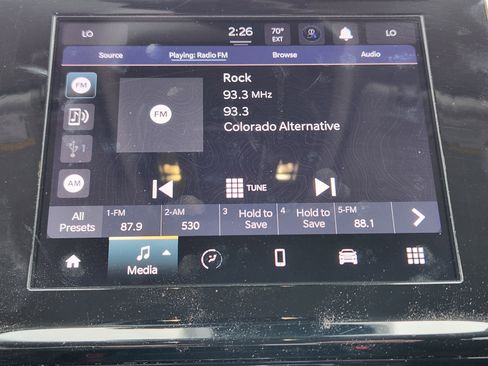 LO 2:26 70° EXT LO
Source Playing: Radio FM Browse Audio
FM
Rock
93.3 MHz
93.3
Colorado Alternative
FM
1
AM
TUNE
All Presets
1-FM 87.9
2-AM 530
3 Hold to Save
4 Hold to Save
5-FM 88.1
Media